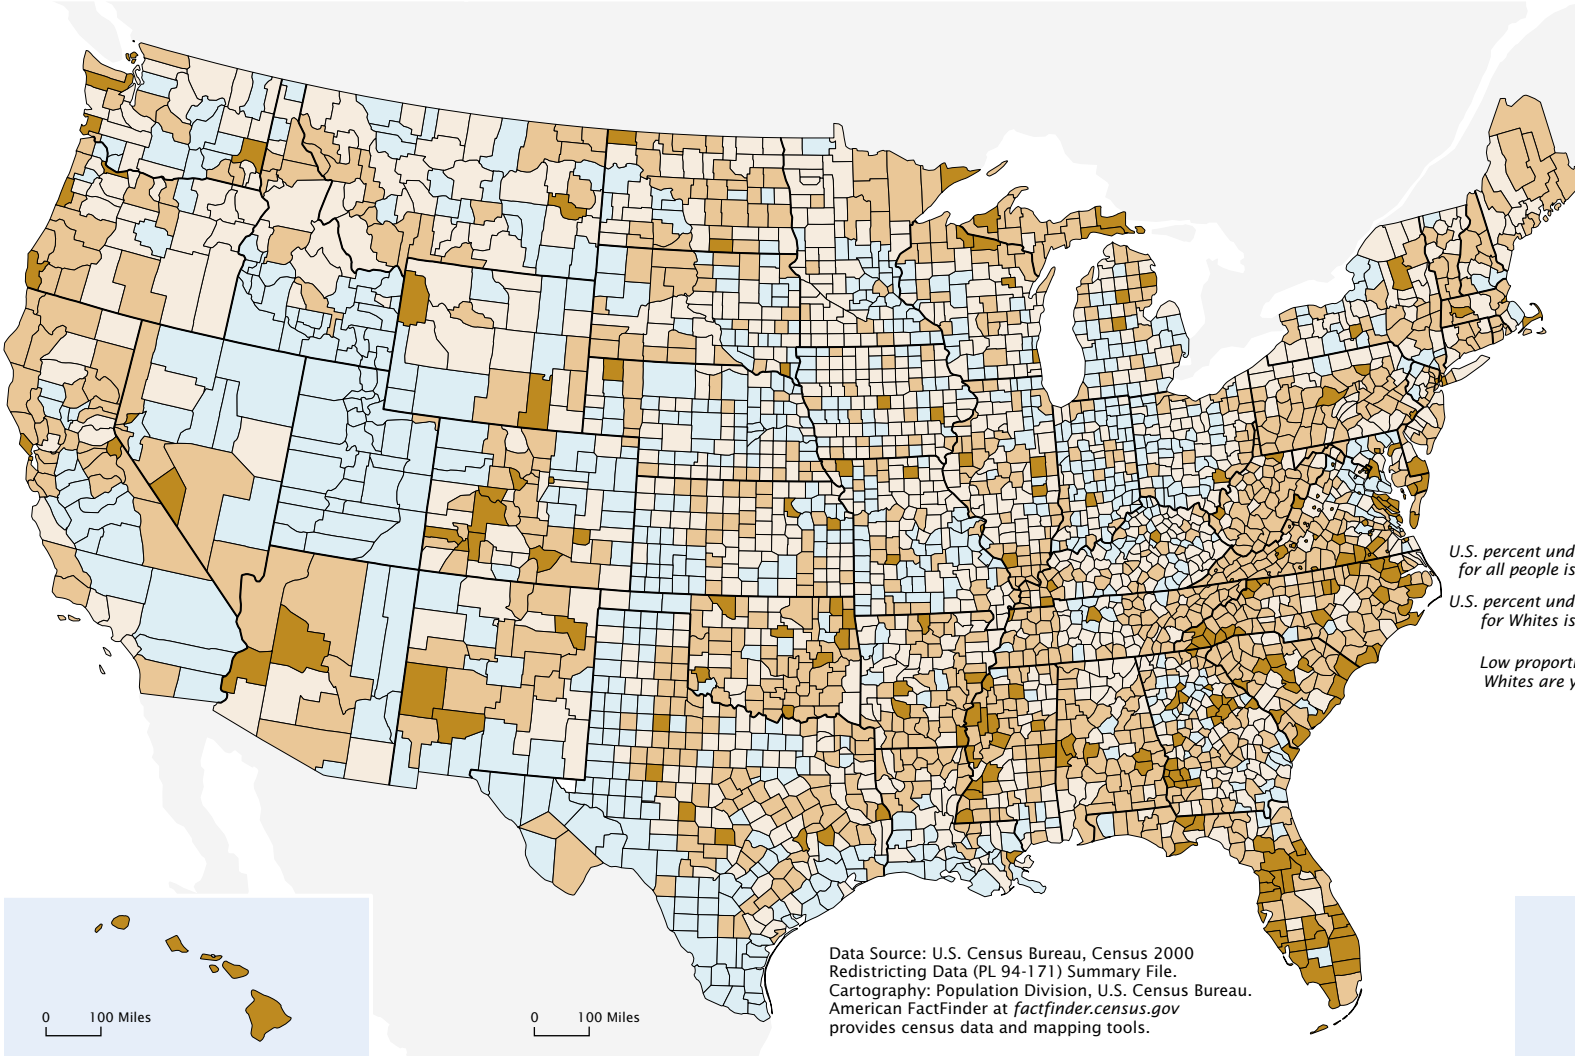 U.S. percent und
for all people is
U.S. percent und
for Whites is
Low proporti
Whites are y
Data Source: U.S. Census Bureau, Census 2000
Redistricting Data (PL 94-171) Summary File.
Cartography: Population Division, U.S. Census Bureau.
American FactFinder at factfinder.census.gov
provides census data and mapping tools.
0 100 Miles
0 100 Miles